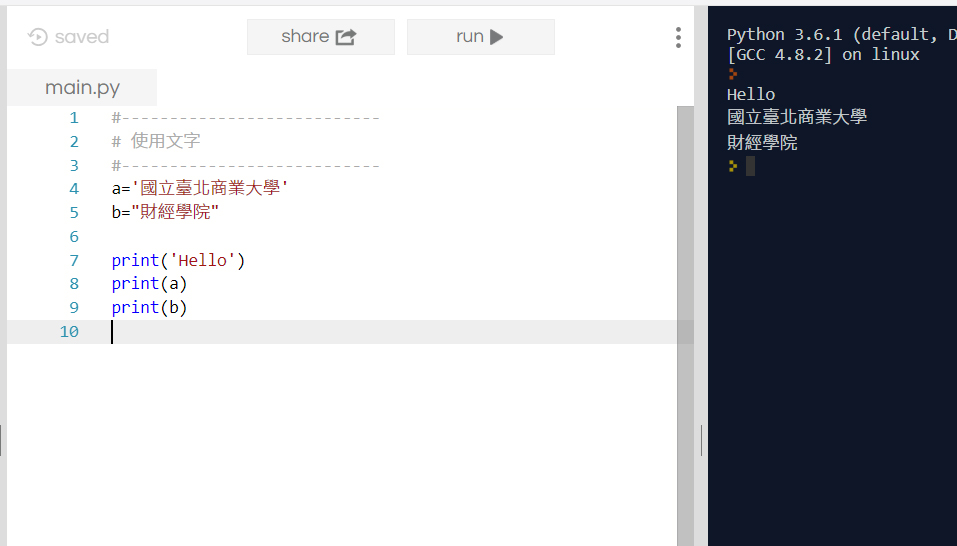 saved
share
run
main.py
1 #---------------------------
2 # 使用文字
3 #---------------------------
4 a='國立臺北商業大學'
5 b="財經學院"
6
7 print('Hello')
8 print(a)
9 print(b)
10
Python 3.6.1 (default, D
[GCC 4.8.2] on linux
Hello
國立臺北商業大學
財經學院